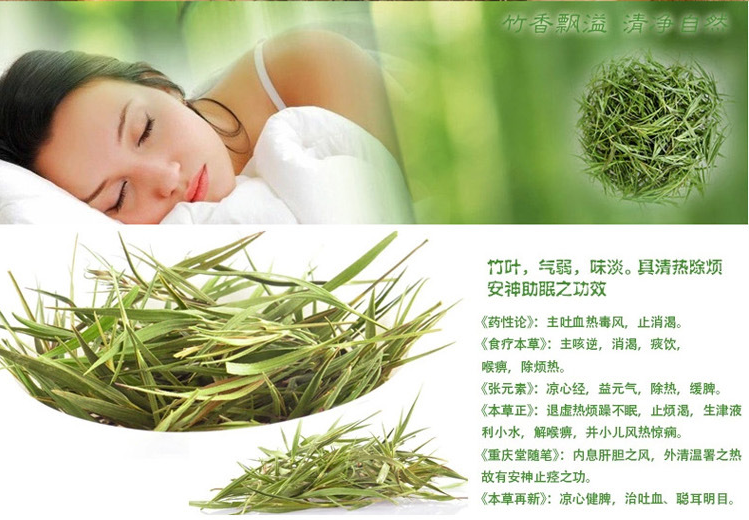 竹香飘溢 清净自然
竹叶，气弱，味淡。具清热除烦
安神助眠之功效
《药性论》：主吐血热毒风，止消渴。
《食疗本草》：主咳逆，消渴，痰饮，
喉痹，除烦热。
《张元素》：凉心经，益元气，除热，缓脾。
《本草正》：退虚热烦躁不眠，止烦渴，生津液
利小水，解喉痹，并小儿风热惊痫。
《重庆堂随笔》：内息肝胆之风，外清温署之热
故有安神止痉之功。
《本草再新》：凉心健脾，治吐血、聪耳明目。